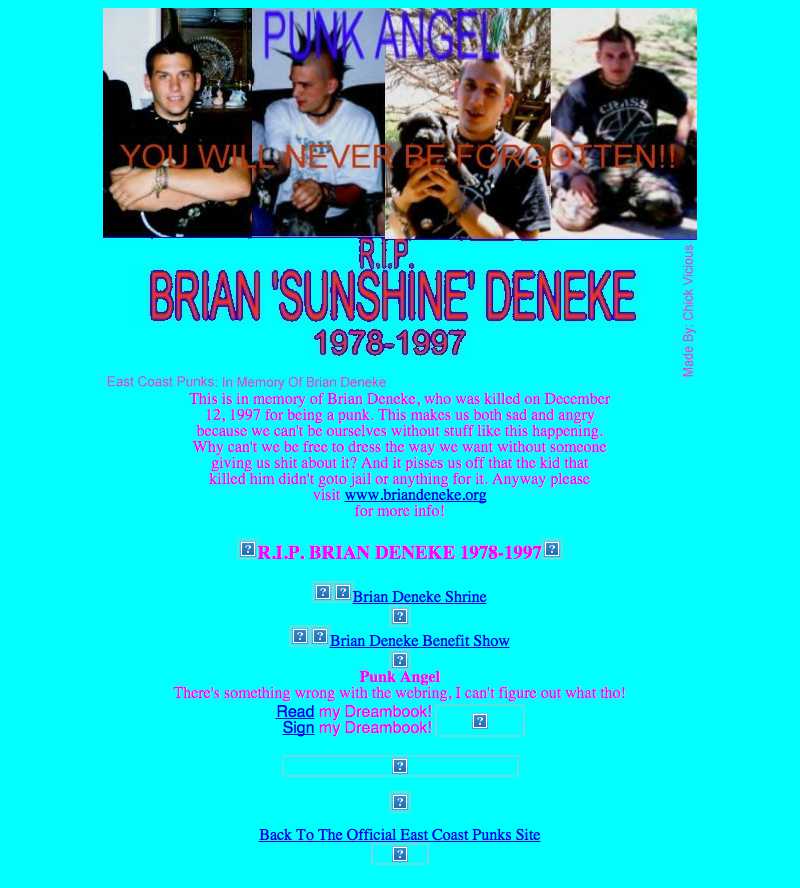 PUNK ANGEL
YOU WILL NEVER BE FORGOTTEN!!
R.I.P.
BRIAN 'SUNSHINE' DENEKE
1978-1997
Made By: Chick Vicious
East Coast Punks: In Memory Of Brian Deneke
This is in memory of Brian Deneke, who was killed on December
12, 1997 for being a punk. This makes us both sad and angry
because we can't be ourselves without stuff like this happening.
Why can't we be free to dress the way we want without someone
giving us shit about it? And it pisses us off that the kid that
killed him didn't goto jail or anything for it. Anyway please
visit www.briandeneke.org
for more info!
R.I.P. BRIAN DENEKE 1978-1997
Brian Deneke Shrine
Brian Deneke Benefit Show
Punk Angel
There's something wrong with the webring, I can't figure out what tho!
Read my Dreambook!
Sign my Dreambook!
Back To The Official East Coast Punks Site